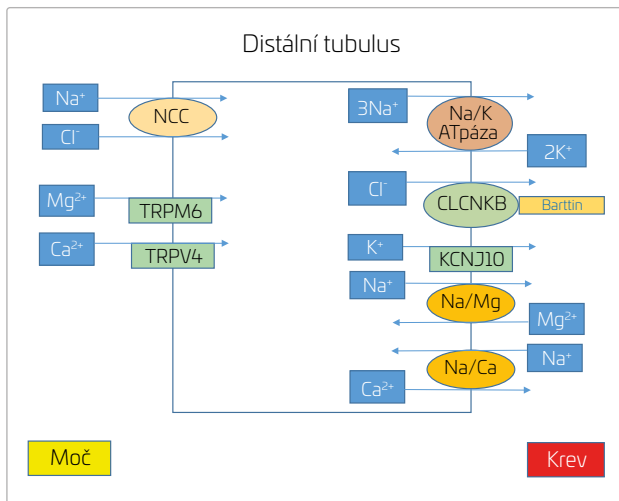 Distální tubulus
Na⁺
NCC
Cl⁻
Mg²⁺
TRPM6
Ca²⁺
TRPV4
3Na⁺
Na/K
ATpáza
2K⁺
Cl⁻
CLCNKB
Barttin
K⁺
KCNJ10
Na⁺
Na/Mg
Mg²⁺
Na⁺
Na/Ca
Ca²⁺
Moč
Krev